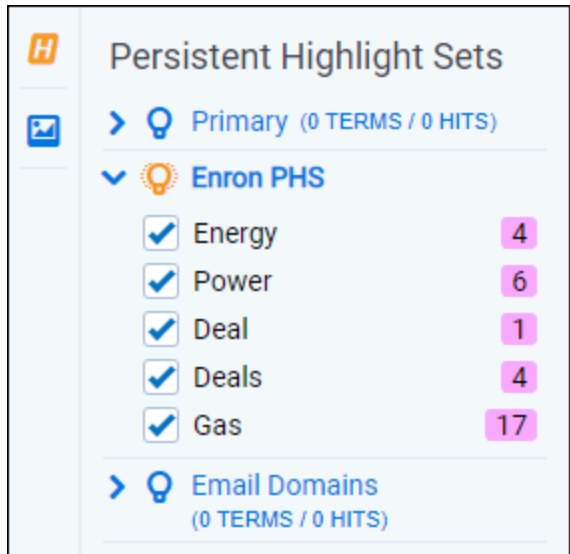 H
Persistent Highlight Sets
Primary (0 TERMS / 0 HITS)
Enron PHS
Energy 4
Power 6
Deal 1
Deals 4
Gas 17
Email Domains
(0 TERMS / 0 HITS)